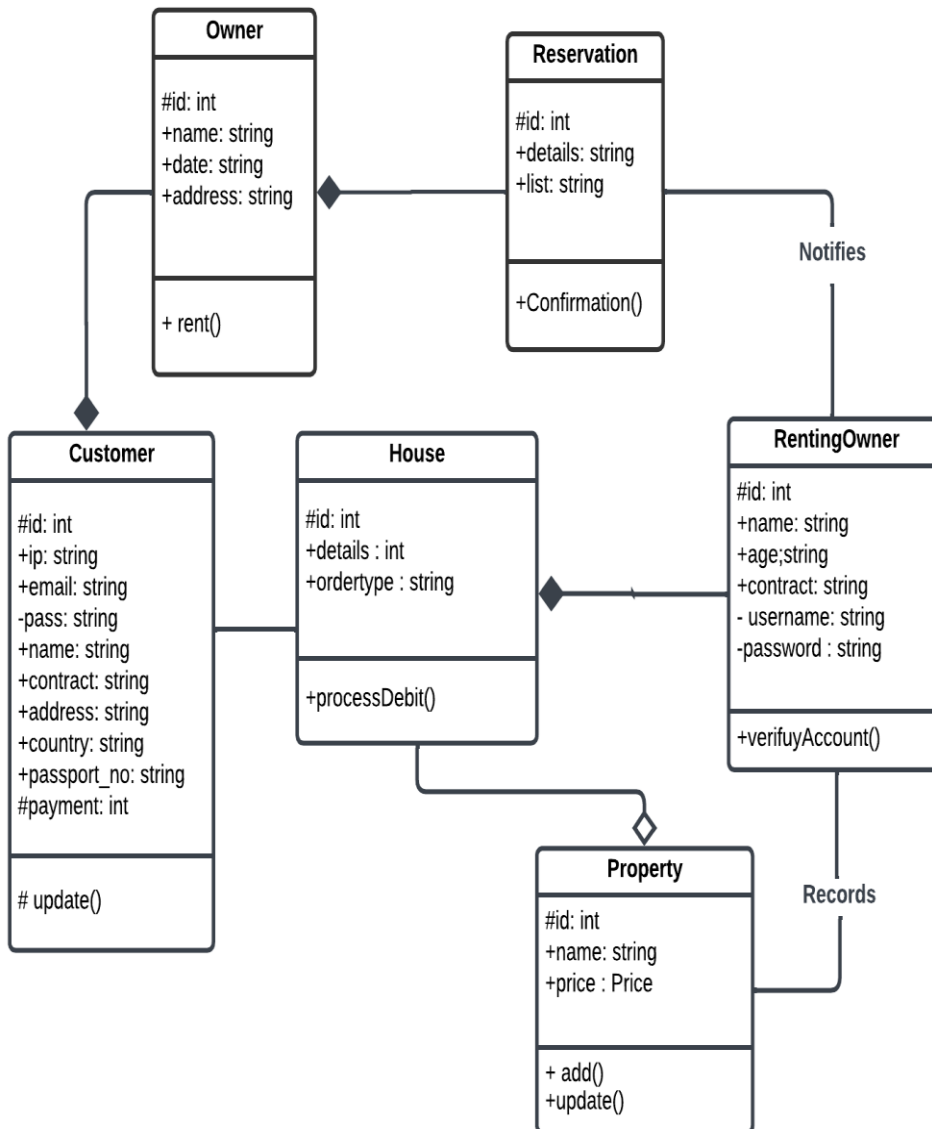 Owner
#id: int
+name: string
+date: string
+address: string
+ rent()
Reservation
#id: int
+details: string
+list: string
+Confirmation()
Notifies
Customer
#id: int
+ip: string
+email: string
-pass: string
+name: string
+contract: string
+address: string
+country: string
+passport_no: string
#payment: int
# update()
House
#id: int
+details : int
+ordertype : string
+processDebit()
RentingOwner
#id: int
+name: string
+age;string
+contract: string
- username: string
-password : string
+verifuyAccount()
Property
#id: int
+name: string
+price : Price
+ add()
+update()
Records